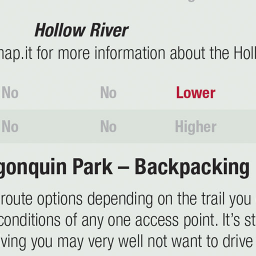 Hollow River
nap.it for more information about the Holl
No No Lower
No No Higher
gonquin Park – Backpacking
route options depending on the trail you
conditions of any one access point. It's st
ving you may very well not want to drive